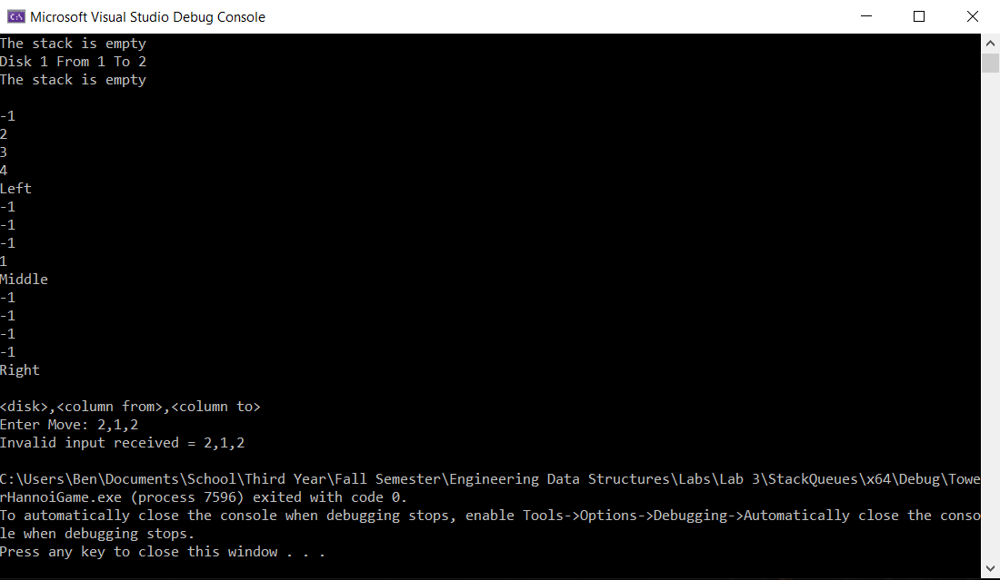 Microsoft Visual Studio Debug Console
The stack is empty
Disk 1 From 1 To 2
The stack is empty
-1
2
3
4
Left
-1
-1
-1
1
Middle
-1
-1
-1
-1
Right
<disk>,<column from>,<column to>
Enter Move: 2,1,2
Invalid input received = 2,1,2
C:\Users\Ben\Documents\School\Third Year\Fall Semester\Engineering Data Structures\Labs\Lab 3\StackQueues\x64\Debug\Towe
rHannoiGame.exe (process 7596) exited with code 0.
To automatically close the console when debugging stops, enable Tools->Options->Debugging->Automatically close the conso
le when debugging stops.
Press any key to close this window . . .